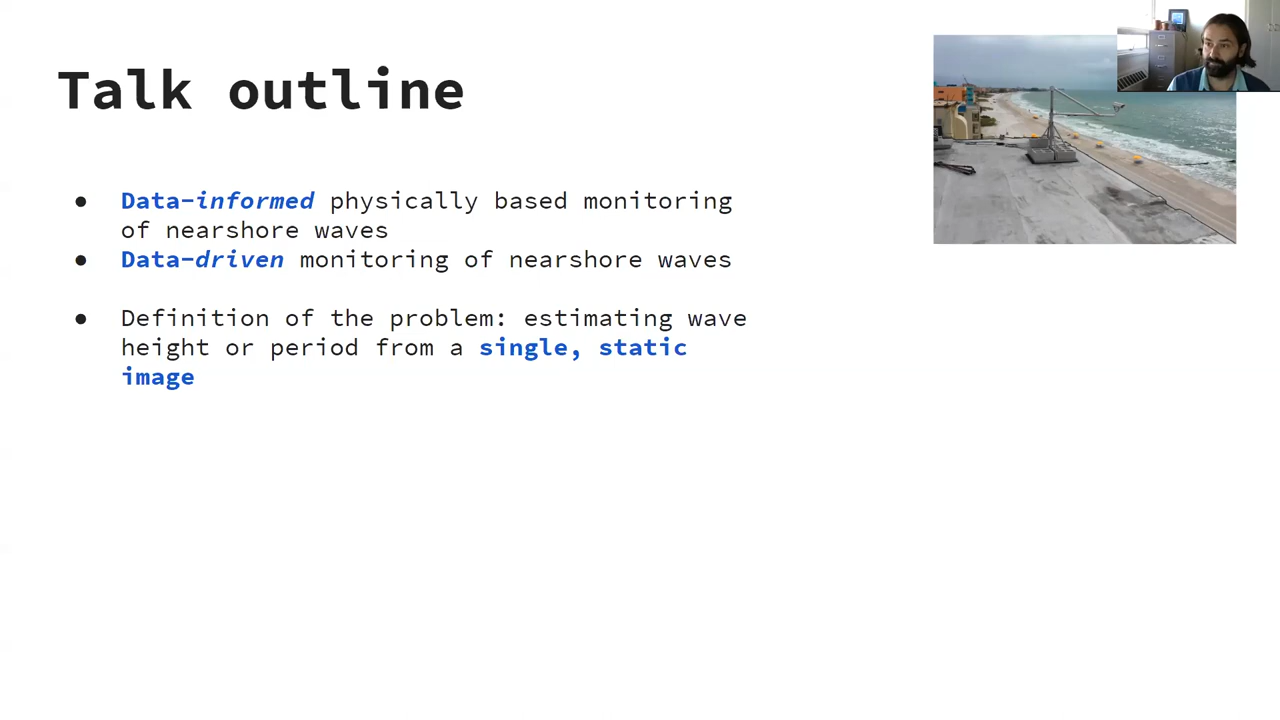 Talk outline
● Data-informed physically based monitoring
of nearshore waves
● Data-driven monitoring of nearshore waves
● Definition of the problem: estimating wave
height or period from a single, static
image